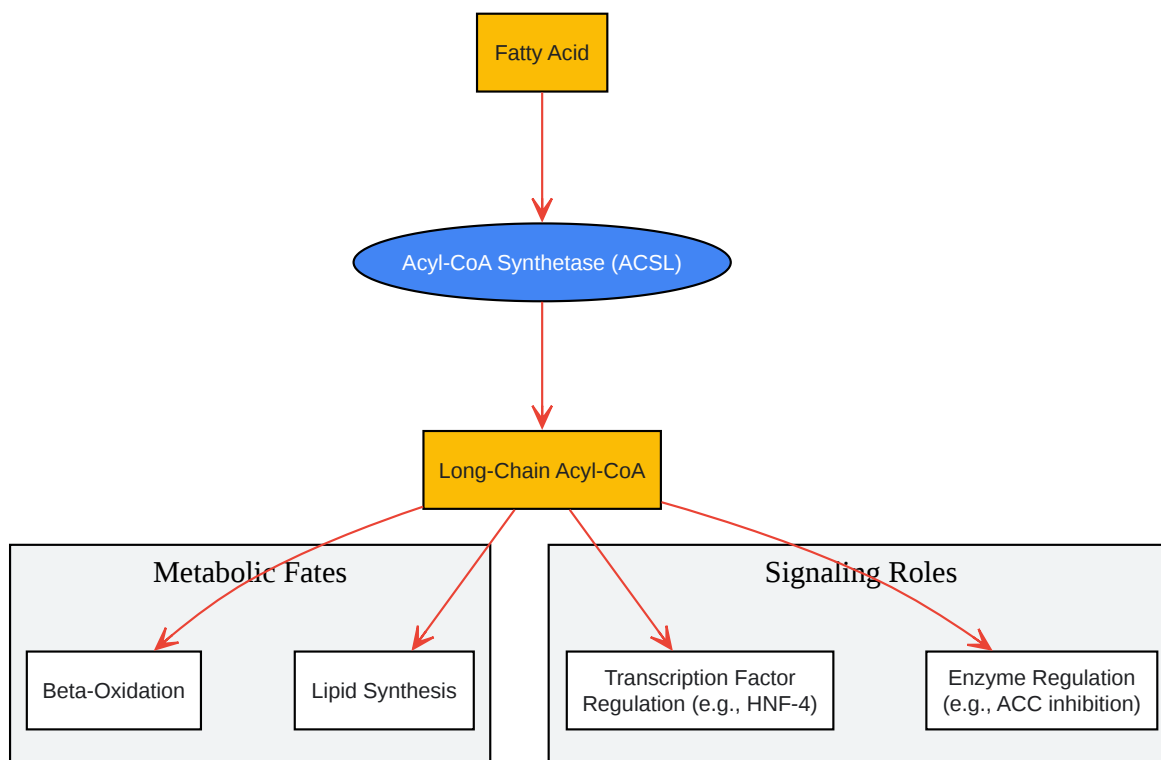 Fatty Acid
Acyl-CoA Synthetase (ACSL)
Long-Chain Acyl-CoA
Metabolic Fates
Signaling Roles
Beta-Oxidation
Lipid Synthesis
Transcription Factor
Regulation (e.g., HNF-4)
Enzyme Regulation
(e.g., ACC inhibition)